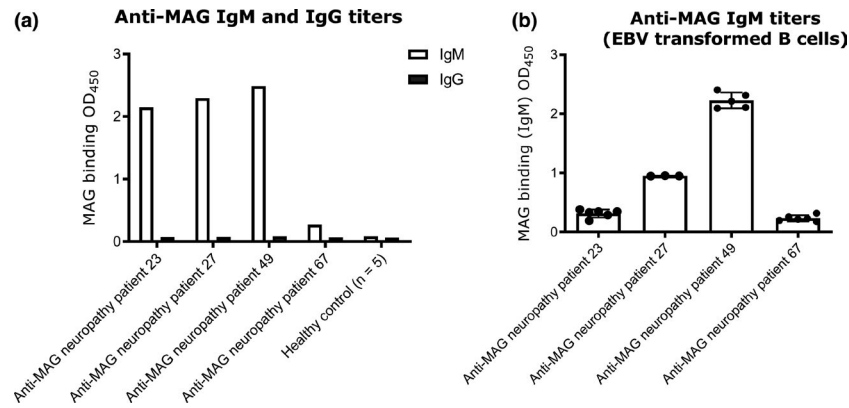 (a)
Anti-MAG IgM and IgG titers
MAG binding OD450
3
2
1
0
IgM
IgG
Anti-MAG neuropathy patient 23
Anti-MAG neuropathy patient 27
Anti-MAG neuropathy patient 49
Anti-MAG neuropathy patient 67
Healthy control (n = 5)
(b)
Anti-MAG IgM titers
(EBV transformed B cells)
MAG binding (IgM) OD450
3
2
1
0
Anti-MAG neuropathy patient 23
Anti-MAG neuropathy patient 27
Anti-MAG neuropathy patient 49
Anti-MAG neuropathy patient 67